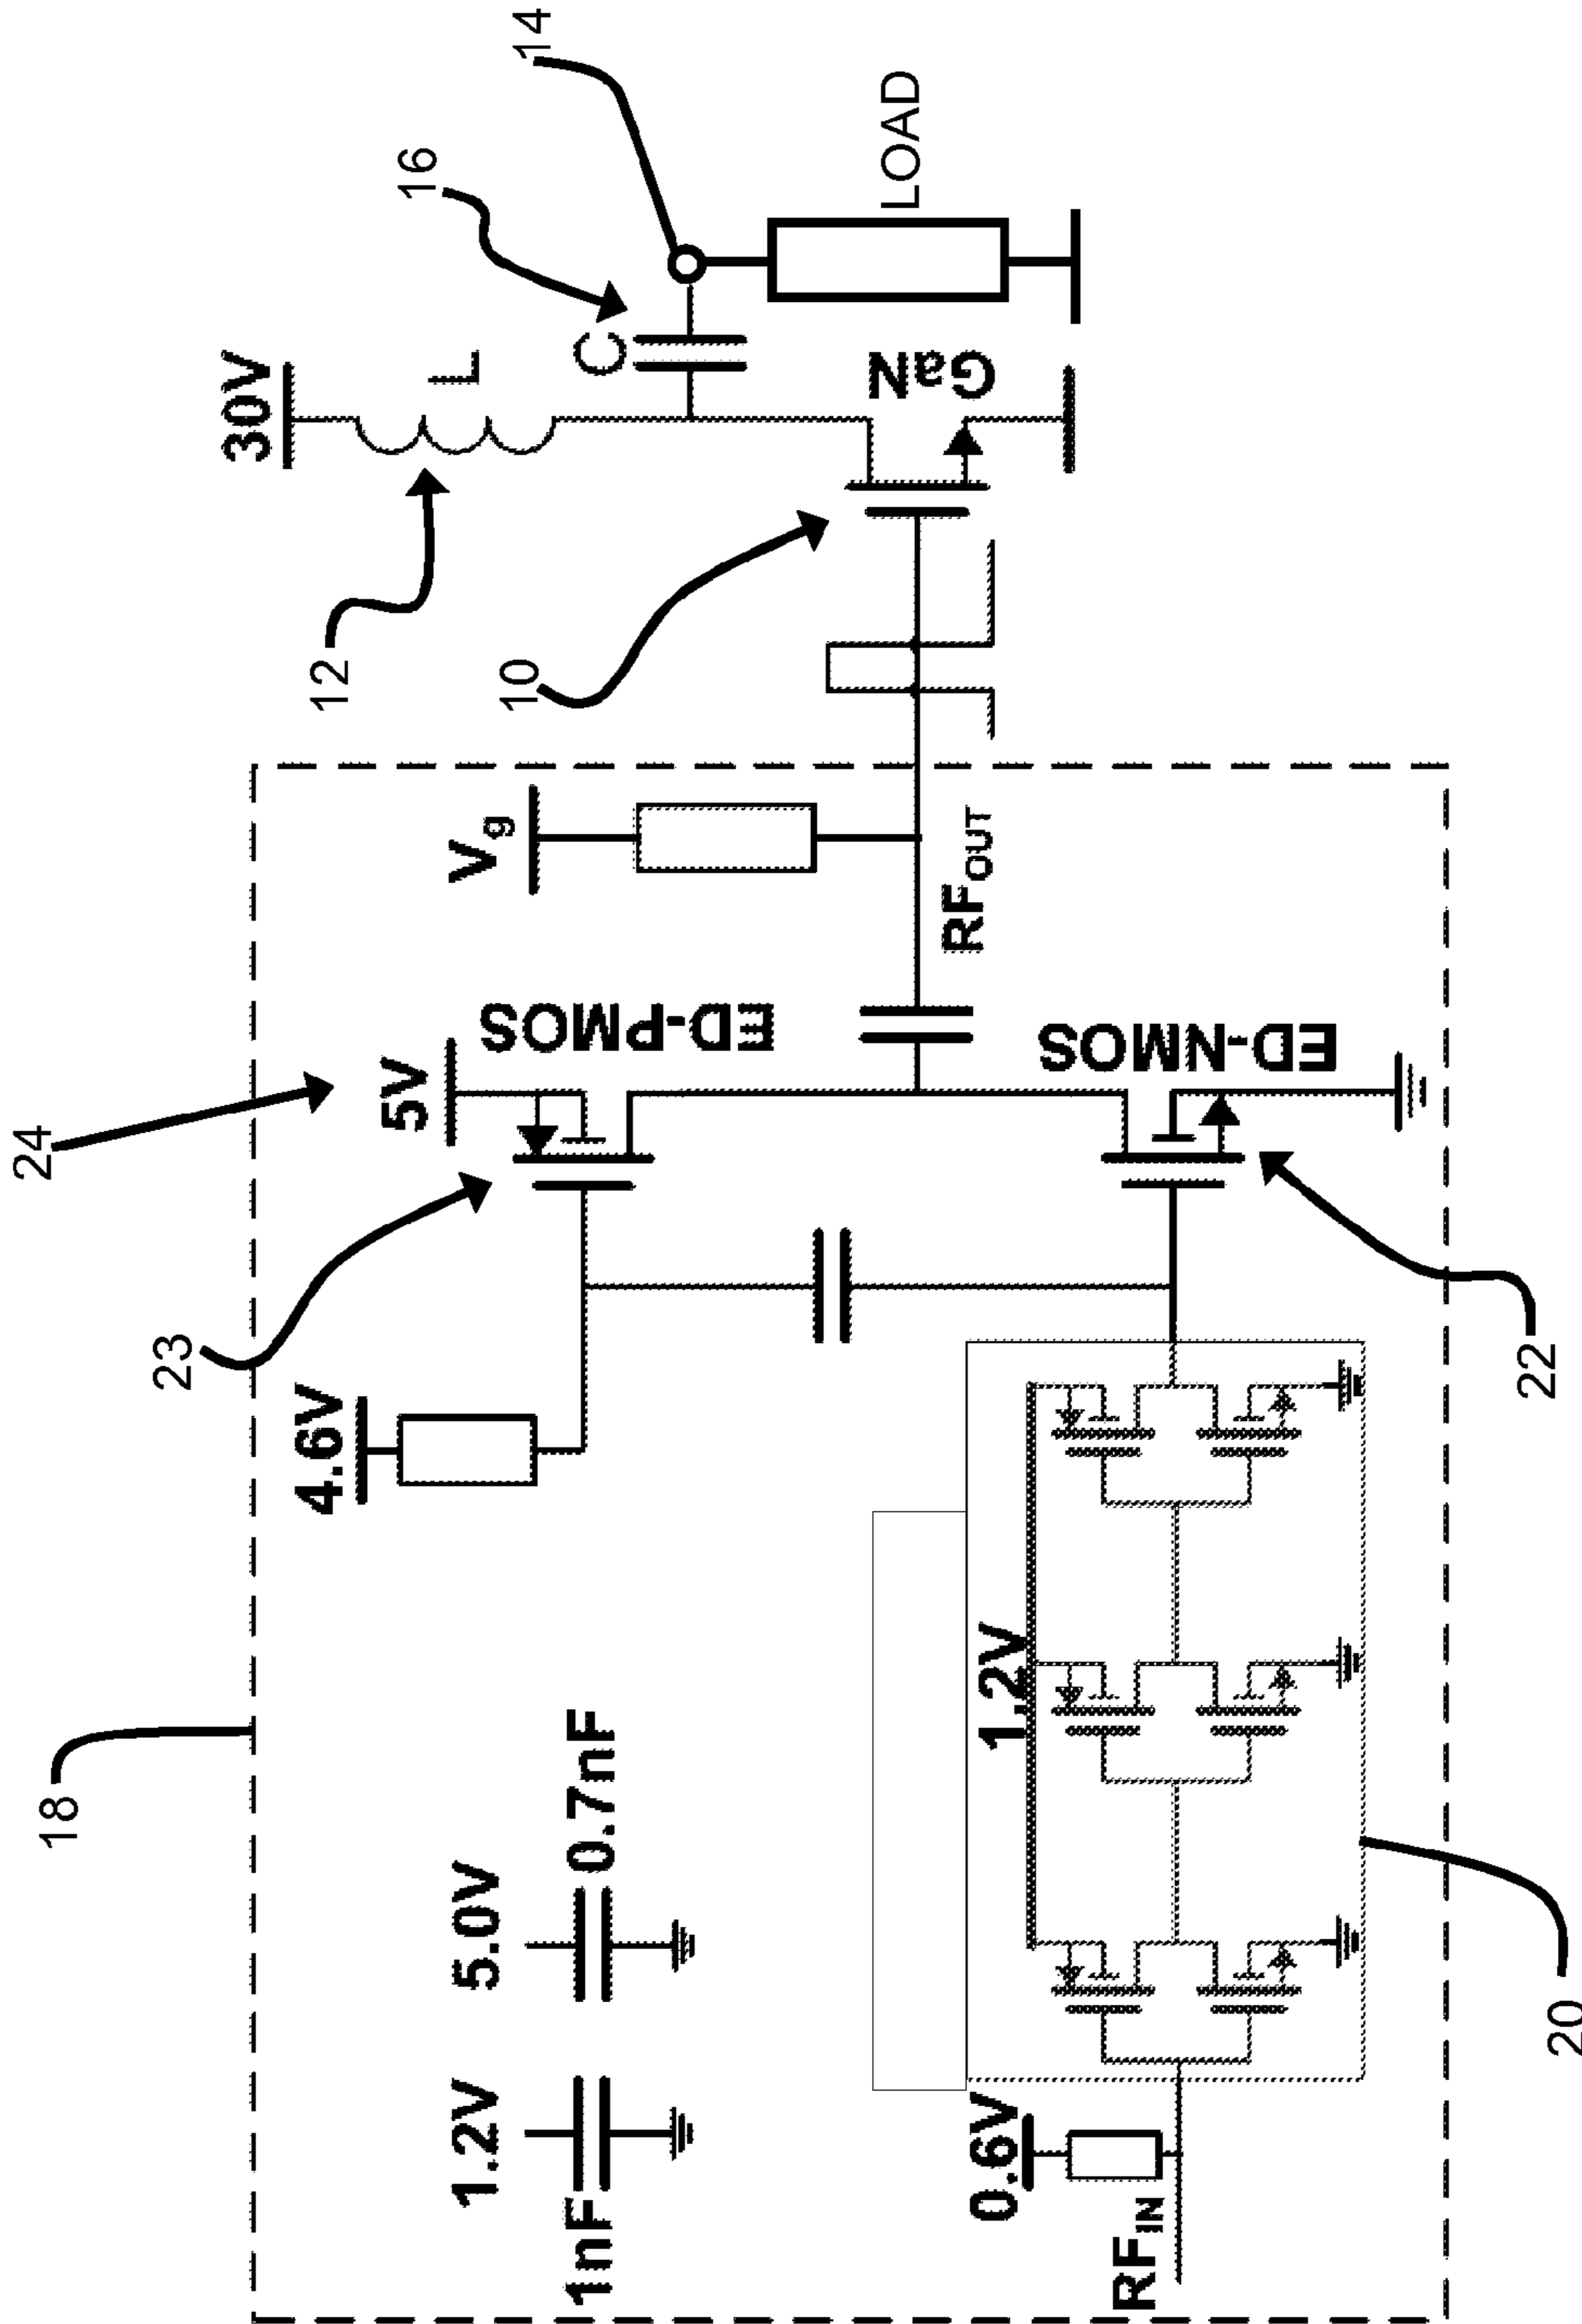 18
24
23
12
10
16
14
30V
L
C
LOAD
GaN
1.2V
5.0V
1nF
0.7nF
4.6V
5V
ED-PMOS
Vg
RFOUT
ED-NMOS
0.6V
RFIN
1.2V
20
22